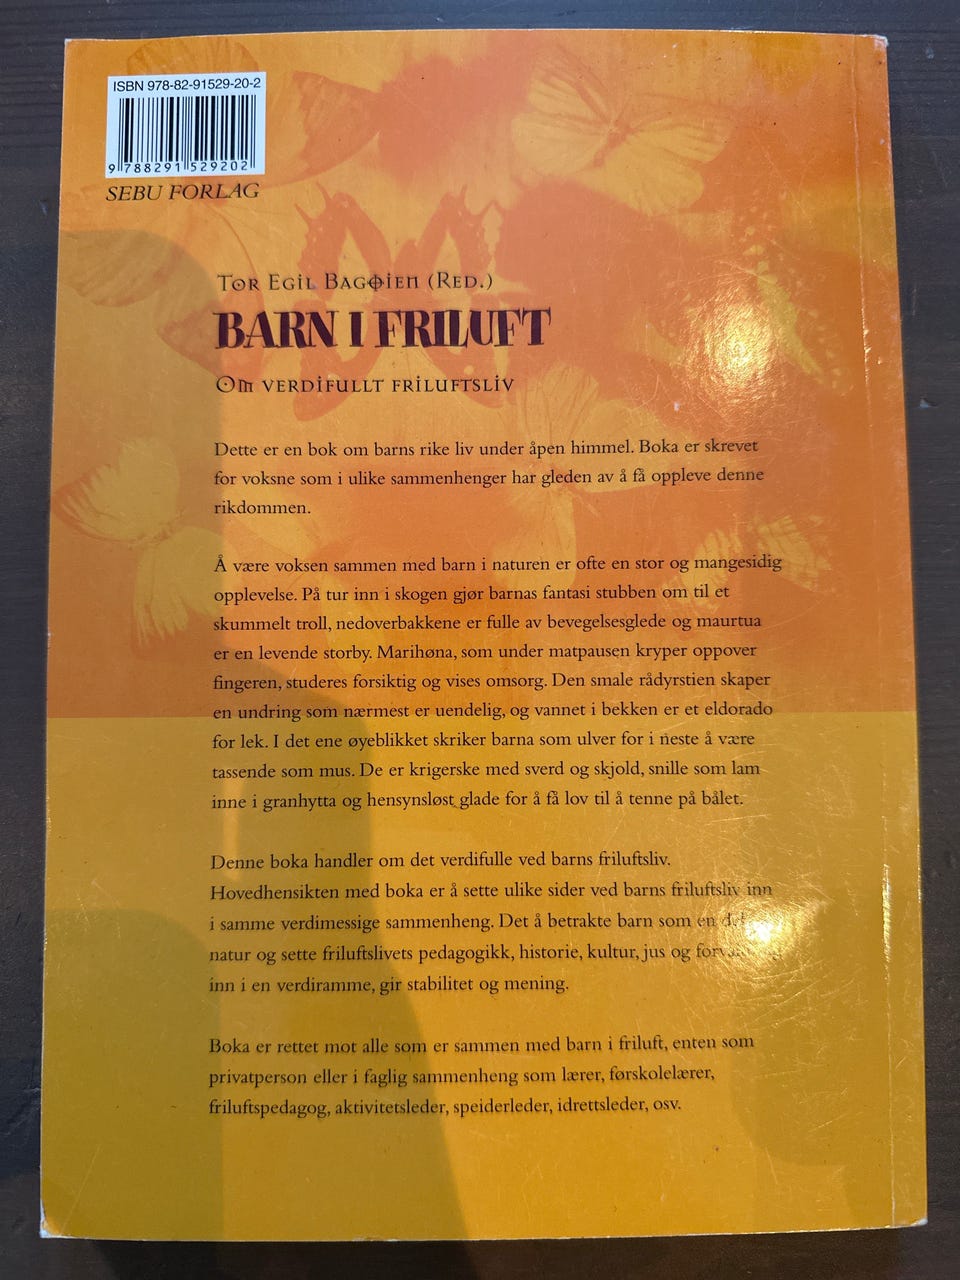 ISBN 978-82-91529-20-2
9 788291 529202
SEBU FORLAG
Tor Egil Bagøien (Red.)
BARN I FRILUFT
Om verdifullt friluftsliv
Dette er en bok om barns rike liv under åpen himmel. Boka er skrevet
for voksne som i ulike sammenhenger har gleden av å få oppleve denne
rikdommen.
Å være voksen sammen med barn i naturen er ofte en stor og mangesidig
opplevelse. På tur inn i skogen gjør barnas fantasi stubben om til et
skummelt troll, nedoverbakkene er fulle av bevegelsesglede og maurtua
er en levende storby. Marihøna, som under matpausen kryper oppover
fingeren, studeres forsiktig og vises omsorg. Den smale rådyrstien skaper
en undring som nærmest er uendelig, og vannet i bekken er et eldorado
for lek. I det ene øyeblikket skriker barna som ulver for i neste å være
tassende som mus. De er krigerske med sverd og skjold, snille som lam
inne i granhytta og hensynsløst glade for å få lov til å tenne på bålet.
Denne boka handler om det verdifulle ved barns friluftsliv.
Hovedhensikten med boka er å sette ulike sider ved barns friluftsliv inn
i samme verdimessige sammenheng. Det å betrakte barn som en
natur og sette friluftslivets pedagogikk, historie, kultur, jus og
inn i en verdiramme, gir stabilitet og mening.
Boka er rettet mot alle som er sammen med barn i friluft, enten som
privatperson eller i faglig sammenheng som lærer, førskolelærer,
friluftspedagog, aktivitetsleder, speiderleder, idrettsleder, osv.